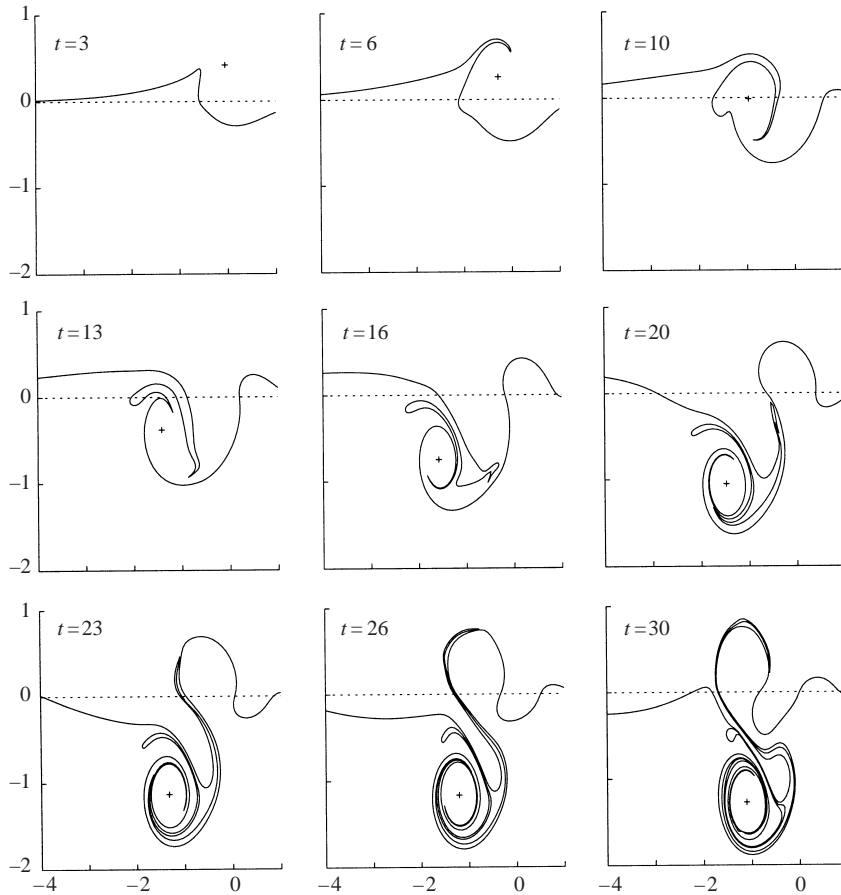 1
t=3
t=6
t=10
0
–1
–2
1
t=13
t=16
t=20
0
–1
–2
1
t=23
t=26
t=30
0
–1
–2
–4 –2 0 –4 –2 0 –4 –2 0